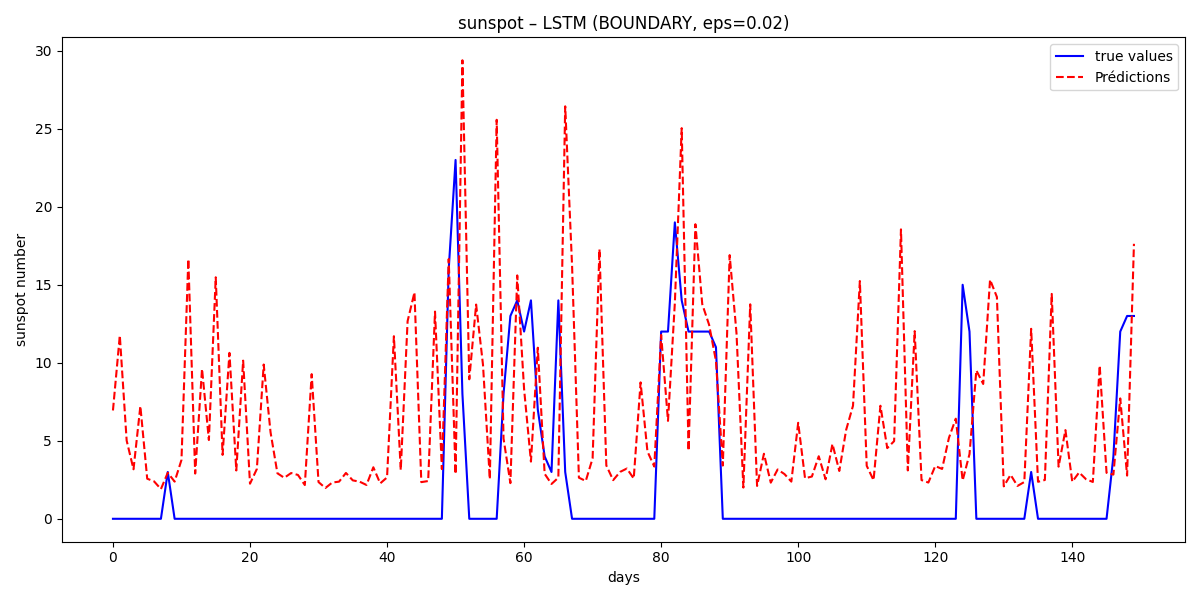 sunspot – LSTM (BOUNDARY, eps=0.02)
true values
Prédictions
sunspot number
30
25
20
15
10
5
0
0 20 40 60 80 100 120 140
days